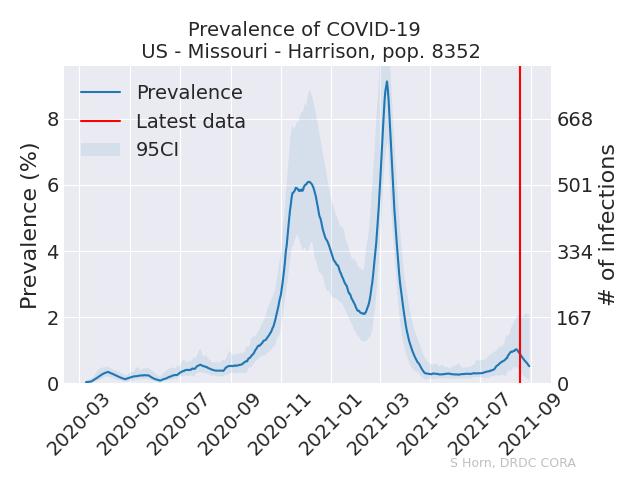 Prevalence of COVID-19
US - Missouri - Harrison, pop. 8352
Prevalence
Latest data
95CI
Prevalence (%)
8
6
4
2
0
668
501
334
167
0
# of infections
2020-03
2020-05
2020-07
2020-09
2020-11
2021-01
2021-03
2021-05
2021-07
2021-09
S Horn, DRDC CORA